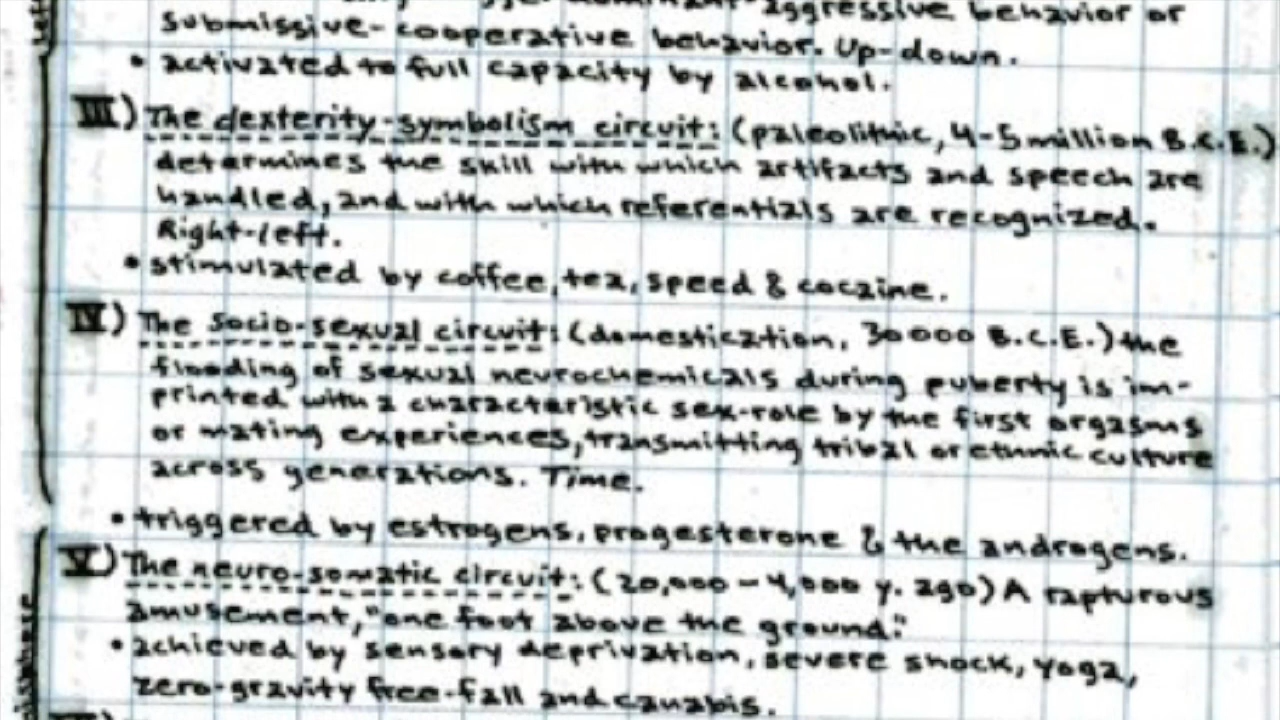 aggressive behavior or
submissive-cooperative behavior. Up-down.
• activated to full capacity by alcohol.
III) The dexterity-symbolism circuit: (paleolithic, 4-5 million B.C.E.)
determines the skill with which artifacts and speech are
handled, and with which referentials are recognized.
Right-left.
• stimulated by coffee, tea, speed & cocaine.
IV) The socio-sexual circuit: (domestication, 30000 B.C.E.) the
flooding of sexual neurochemicals during puberty is im-
printed with a characteristic sex-role by the first orgasms
or mating experiences, transmitting tribal or ethnic culture
across generations. Time.
• triggered by estrogens, progesterone & the androgens.
V) The neuro-somatic circuit: (20,000 - 4,000 y. ago) A rapturous
amusement, "one foot above the ground."
• achieved by sensory deprivation, severe shock, yoga,
zero-gravity free-fall and canabis.